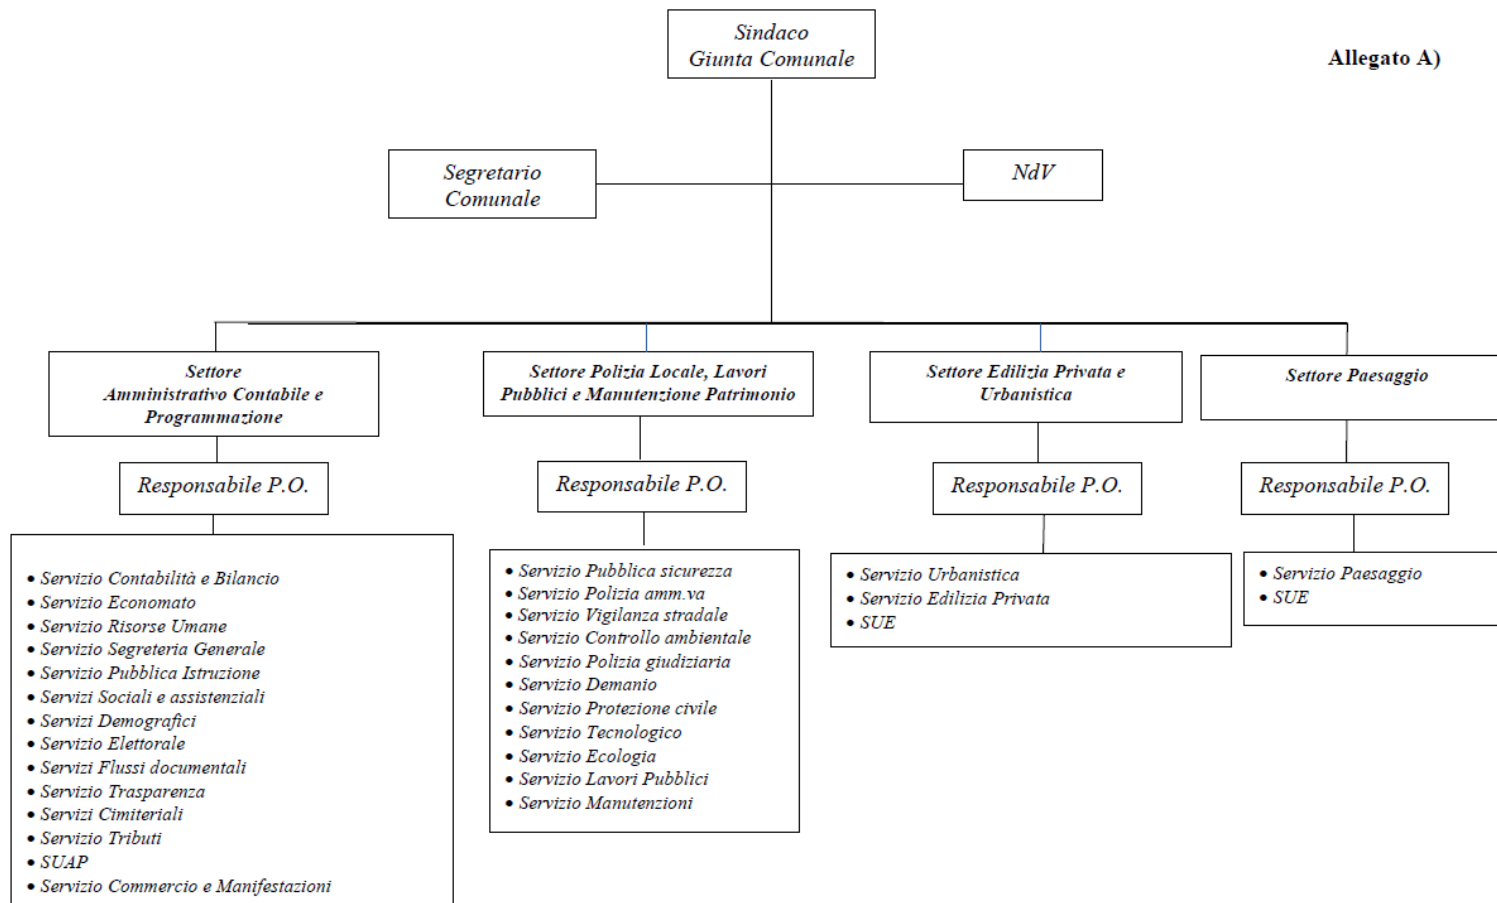 Sindaco
Giunta Comunale
Allegato A)
Segretario
Comunale
NdV
Settore
Amministrativo Contabile e
Programmazione
Settore Polizia Locale, Lavori
Pubblici e Manutenzione Patrimonio
Settore Edilizia Privata e
Urbanistica
Settore Paesaggio
Responsabile P.O.
Responsabile P.O.
Responsabile P.O.
Responsabile P.O.
• Servizio Contabilità e Bilancio
• Servizio Economato
• Servizio Risorse Umane
• Servizio Segreteria Generale
• Servizio Pubblica Istruzione
• Servizi Sociali e assistenziali
• Servizi Demografici
• Servizio Elettorale
• Servizi Flussi documentali
• Servizio Trasparenza
• Servizi Cimiteriali
• Servizio Tributi
• SUAP
• Servizio Commercio e Manifestazioni
• Servizio Pubblica sicurezza
• Servizio Polizia amm.va
• Servizio Vigilanza stradale
• Servizio Controllo ambientale
• Servizio Polizia giudiziaria
• Servizio Demanio
• Servizio Protezione civile
• Servizio Tecnologico
• Servizio Ecologia
• Servizio Lavori Pubblici
• Servizio Manutenzioni
• Servizio Urbanistica
• Servizio Edilizia Privata
• SUE
• Servizio Paesaggio
• SUE